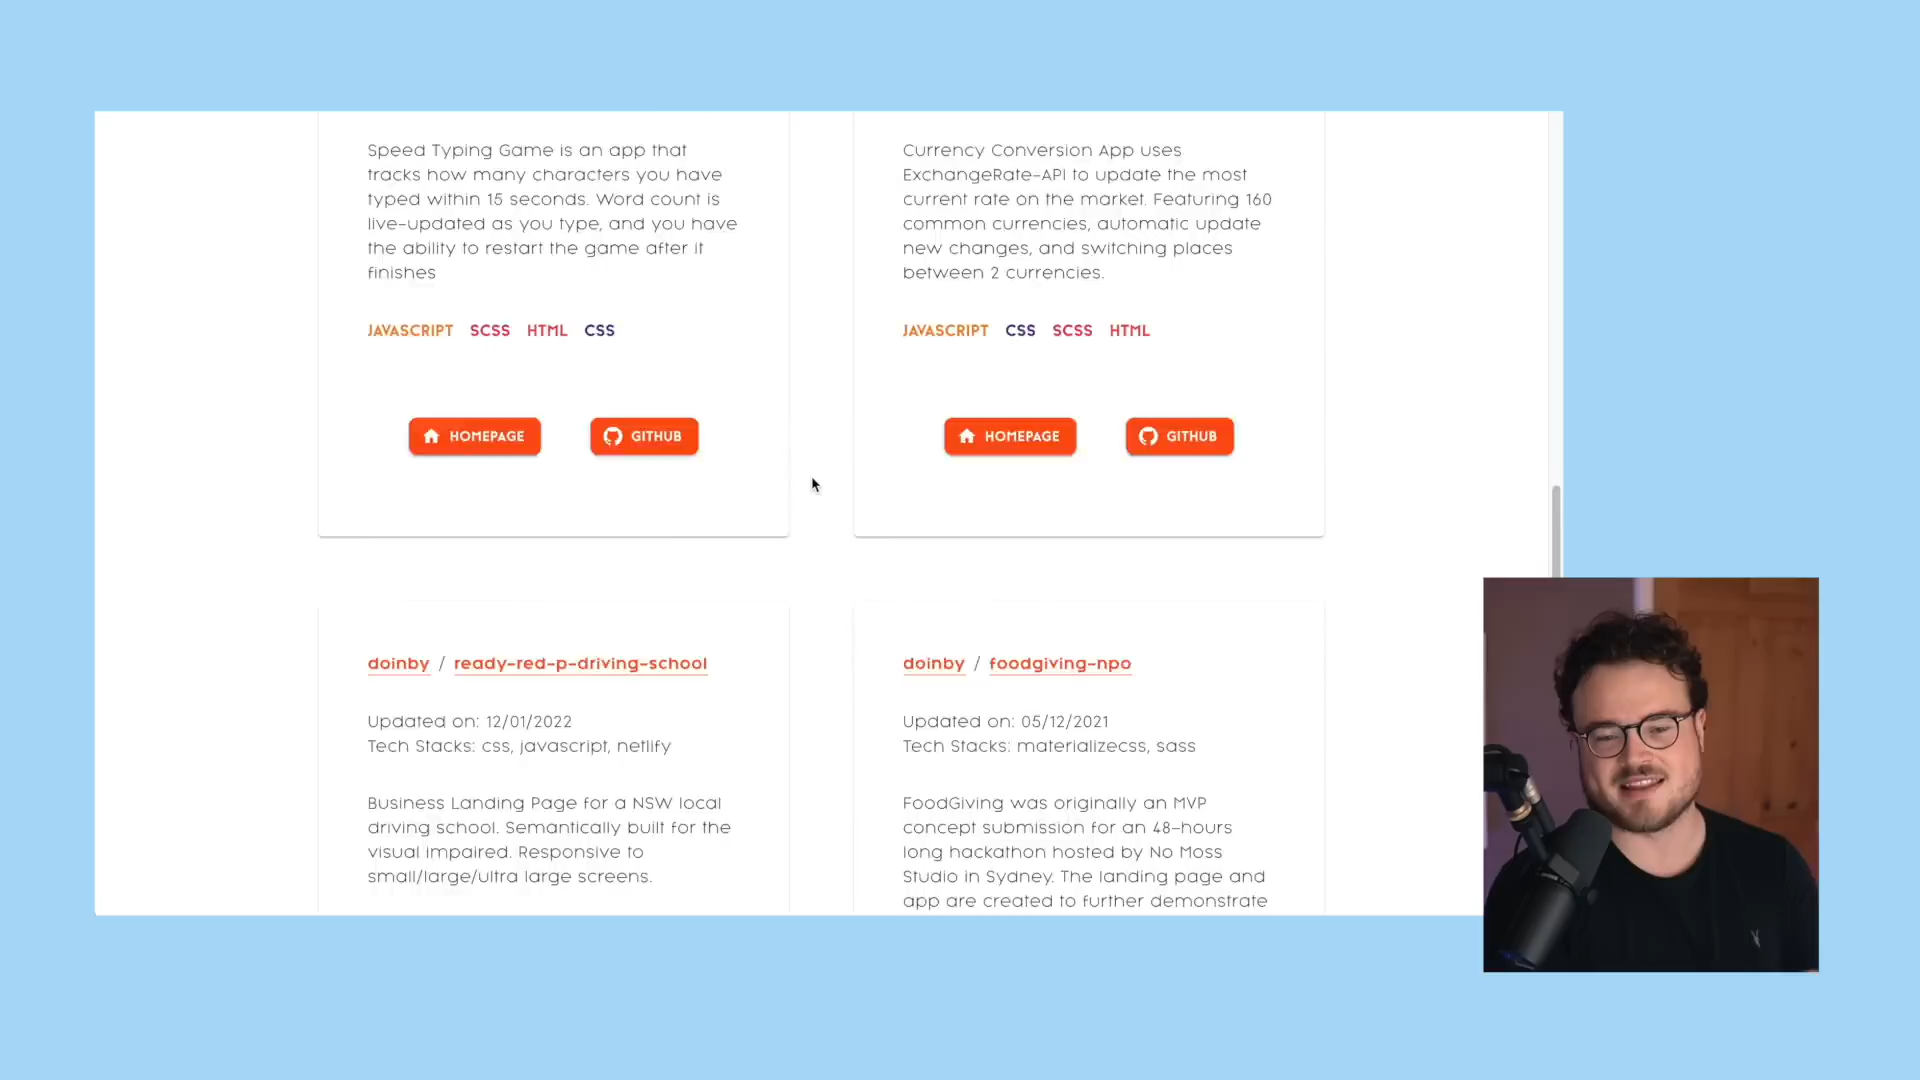 Speed Typing Game is an app that
tracks how many characters you have
typed within 15 seconds. Word count is
live-updated as you type, and you have
the ability to restart the game after it
finishes
JAVASCRIPT SCSS HTML CSS
HOMEPAGE GITHUB
Currency Conversion App uses
ExchangeRate-API to update the most
current rate on the market. Featuring 160
common currencies, automatic update
new changes, and switching places
between 2 currencies.
JAVASCRIPT CSS SCSS HTML
HOMEPAGE GITHUB
doinby / ready-red-p-driving-school
Updated on: 12/01/2022
Tech Stacks: css, javascript, netlify
Business Landing Page for a NSW local
driving school. Semantically built for the
visual impaired. Responsive to
small/large/ultra large screens.
doinby / foodgiving-npo
Updated on: 05/12/2021
Tech Stacks: materializecss, sass
FoodGiving was originally an MVP
concept submission for an 48-hours
long hackathon hosted by No Moss
Studio in Sydney. The landing page and
app are created to further demonstrate